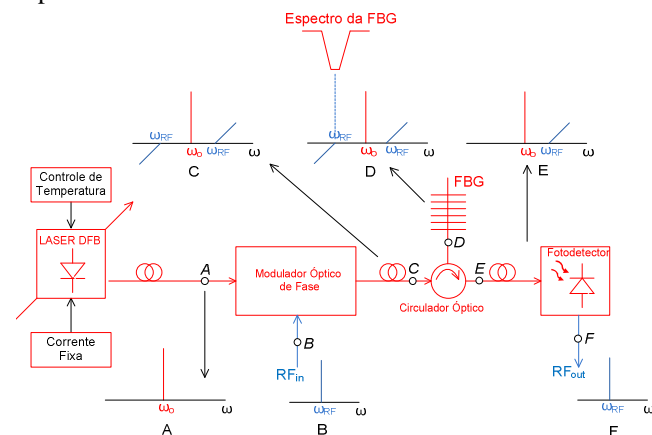 Espectro da FBG
ωRF
ωo
ωRF
ω
C
ωRF
ωo
ωRF
ω
D
ωo
ωRF
ω
E
Controle de
Temperatura
LASER DFB
Corrente
Fixa
A
Modulador Óptico
de Fase
B
RFin
C
FBG
D
Circulador Óptico
E
Fotodetector
F
RFout
ωo
ω
A
ωRF
ω
B
ωRF
ω
F